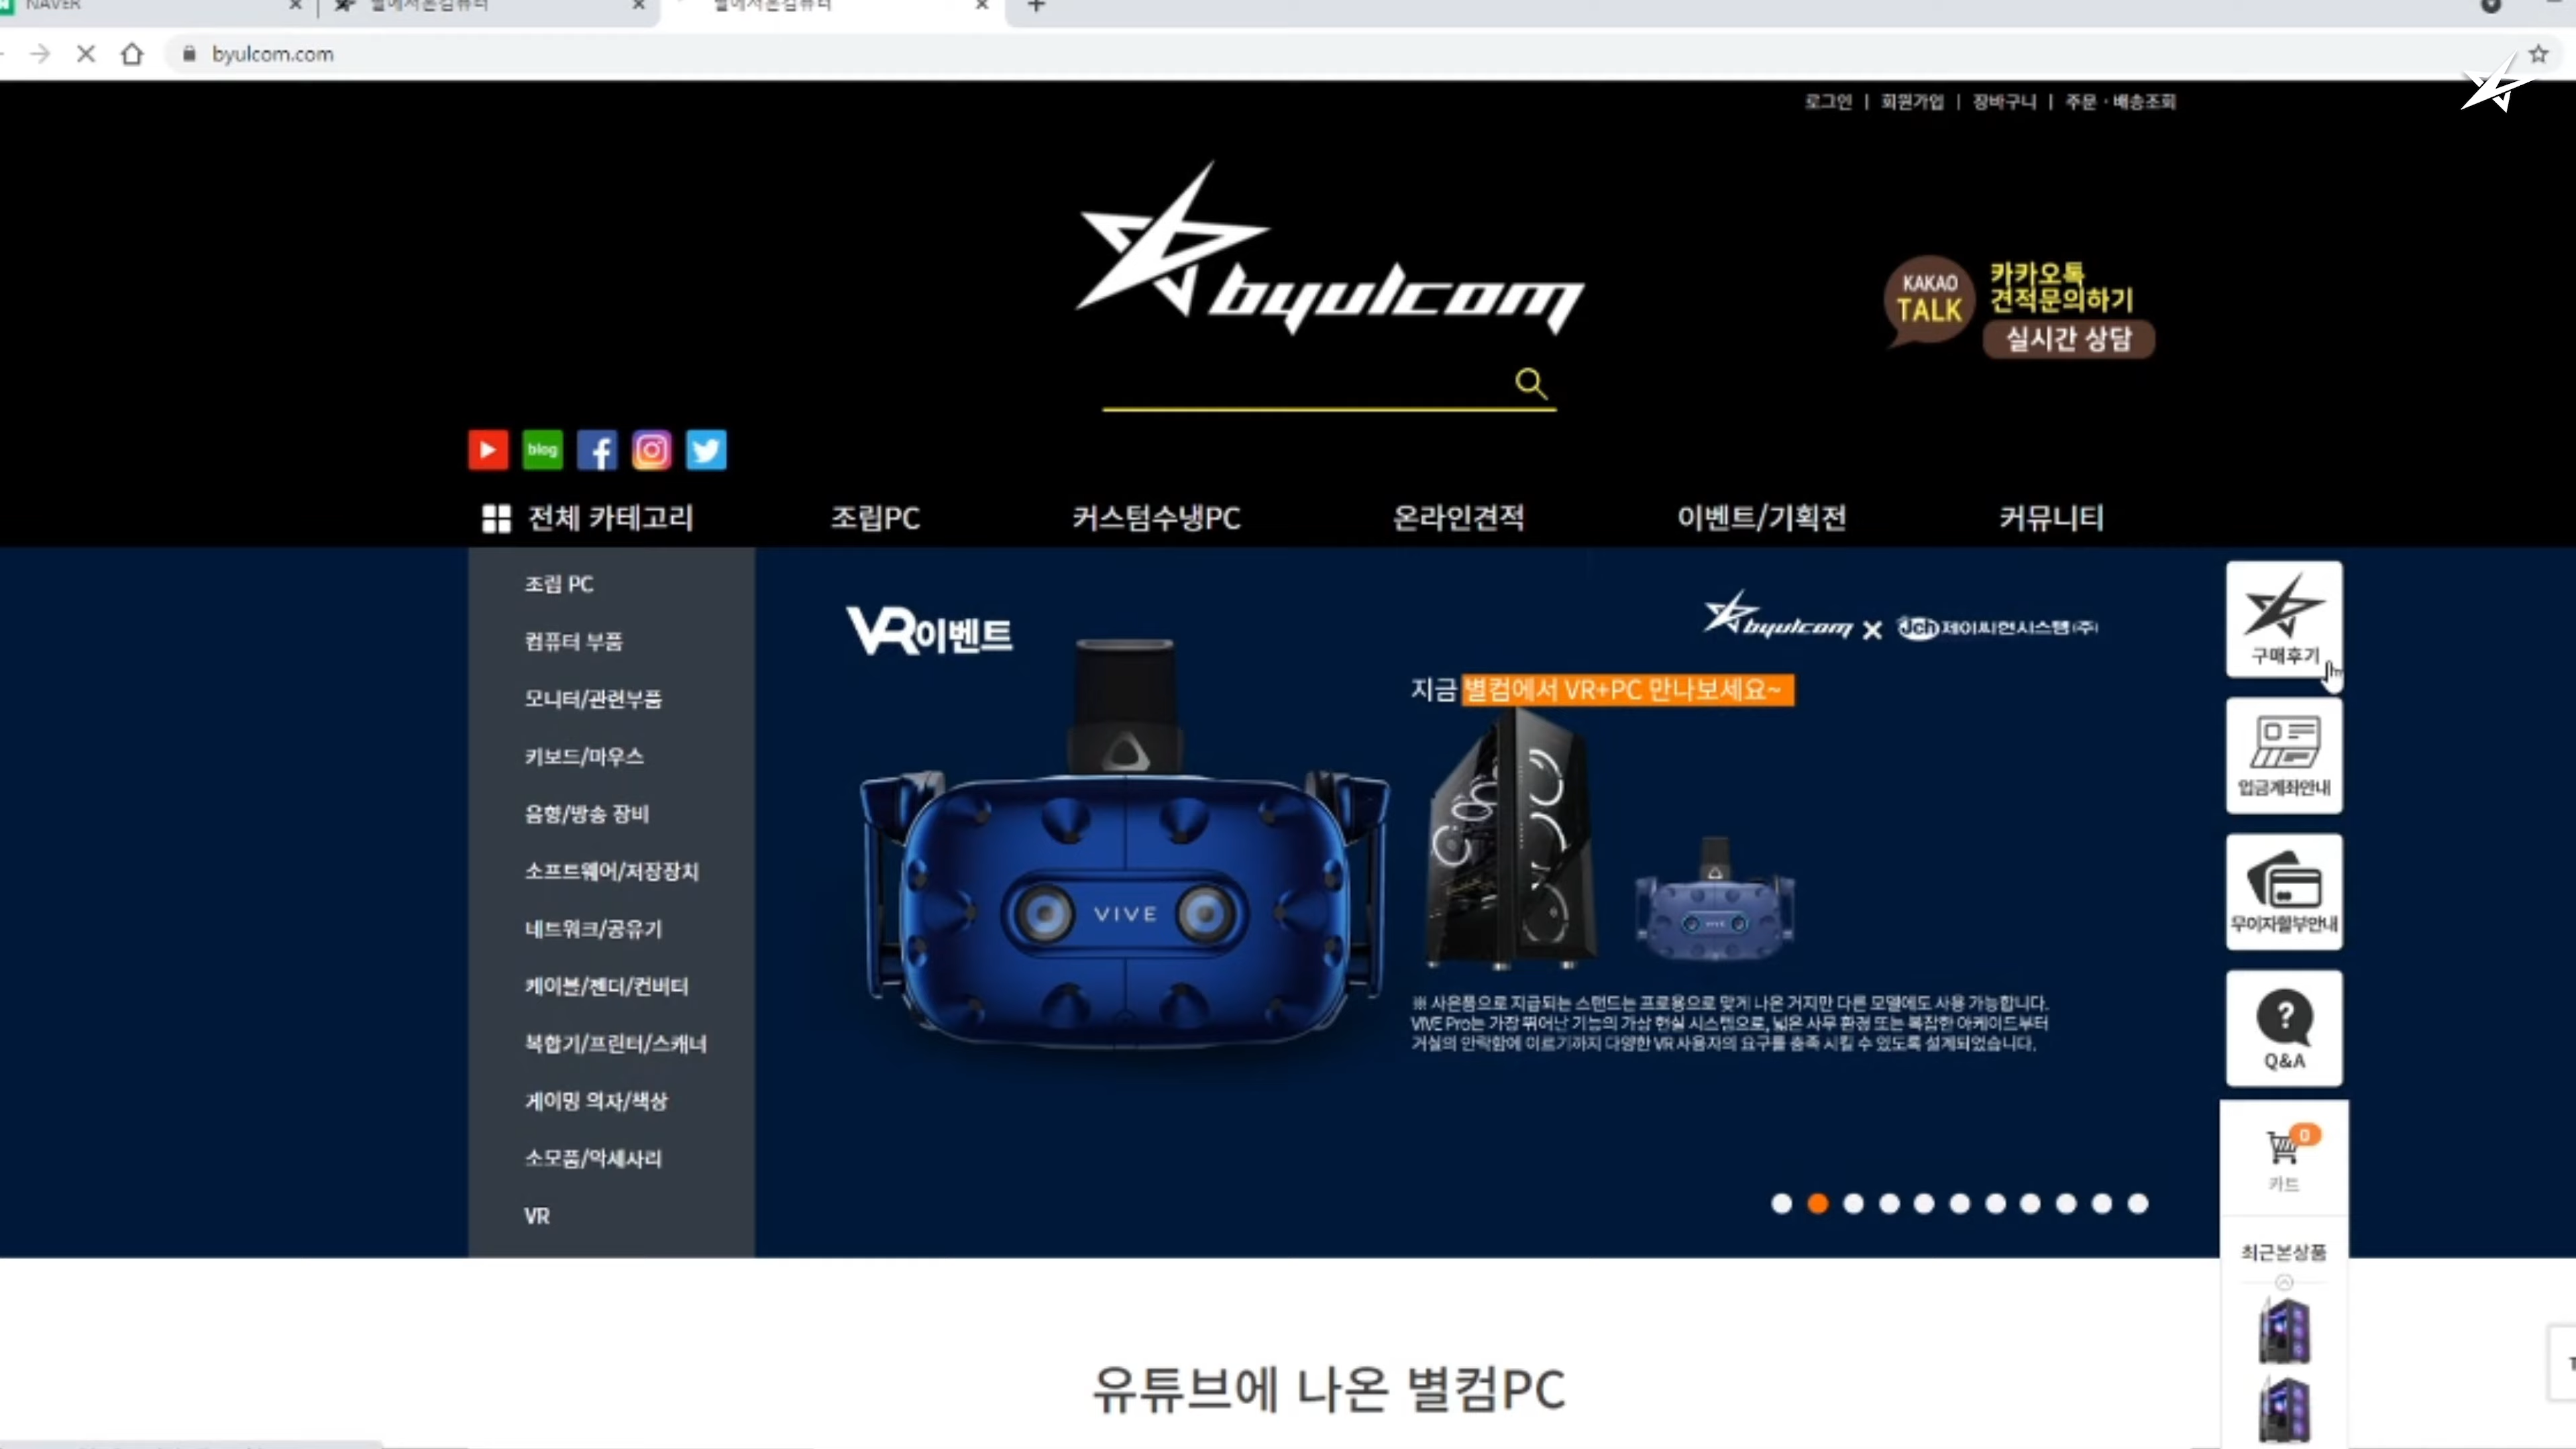 NAVER
별에서온컴퓨터
별에서온컴퓨터
byulcom.com
로그인 | 회원가입 | 장바구니 | 주문·배송조회
byulcom
KAKAO
TALK
카카오톡
견적문의하기
실시간 상담
blog
전체 카테고리
조립PC
커스텀수냉PC
온라인견적
이벤트/기획전
커뮤니티
조립 PC
컴퓨터 부품
모니터/관련부품
키보드/마우스
음향/방송 장비
소프트웨어/저장장치
네트워크/공유기
케이블/젠더/컨버터
복합기/프린터/스캐너
게이밍 의자/책상
소모품/악세사리
VR
VR이벤트
byulcom X Jch 제이씨현시스템(주)
지금 별컴에서 VR+PC 만나보세요~
VIVE
※ 사은품으로 지급되는 스탠드는 프로용으로 맞게 나온 거지만 다른 모델에도 사용 가능합니다.
VIVE Pro는 가장 뛰어난 기능의 가상 현실 시스템으로, 넓은 사무 환경 또는 복잡한 아케이드부터
거실의 안락함에 이르기까지 다양한 VR 사용자의 요구를 충족 시킬 수 있도록 설계되었습니다.
구매후기
입금계좌안내
무이자할부안내
?
Q&A
0
카트
최근본상품
유튜브에 나온 별컴PC